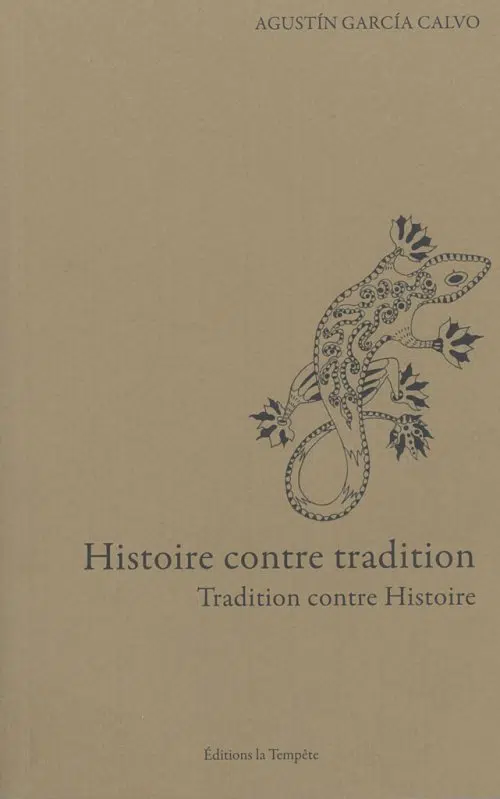 AGUSTÍN GARCÍA CALVO
Histoire contre tradition
Tradition contre Histoire
Éditions la Tempête